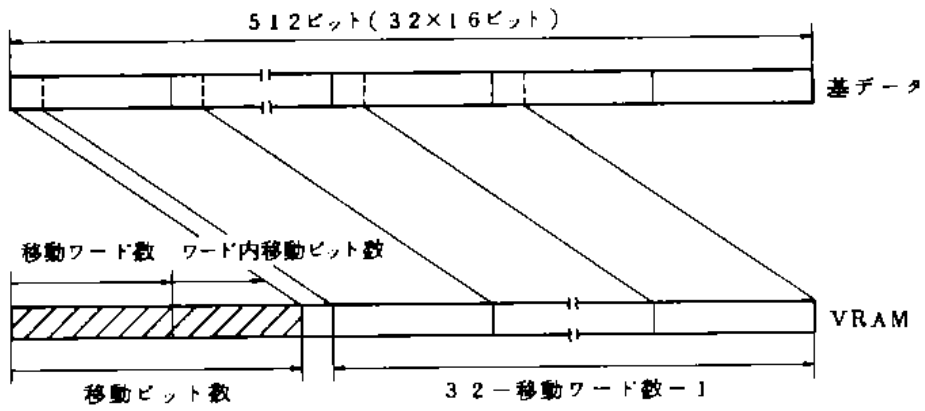 512ビット(32×16ビット)
基データ
移動ワード数 ワード内移動ビット数
VRAM
移動ビット数
32-移動ワード数-1